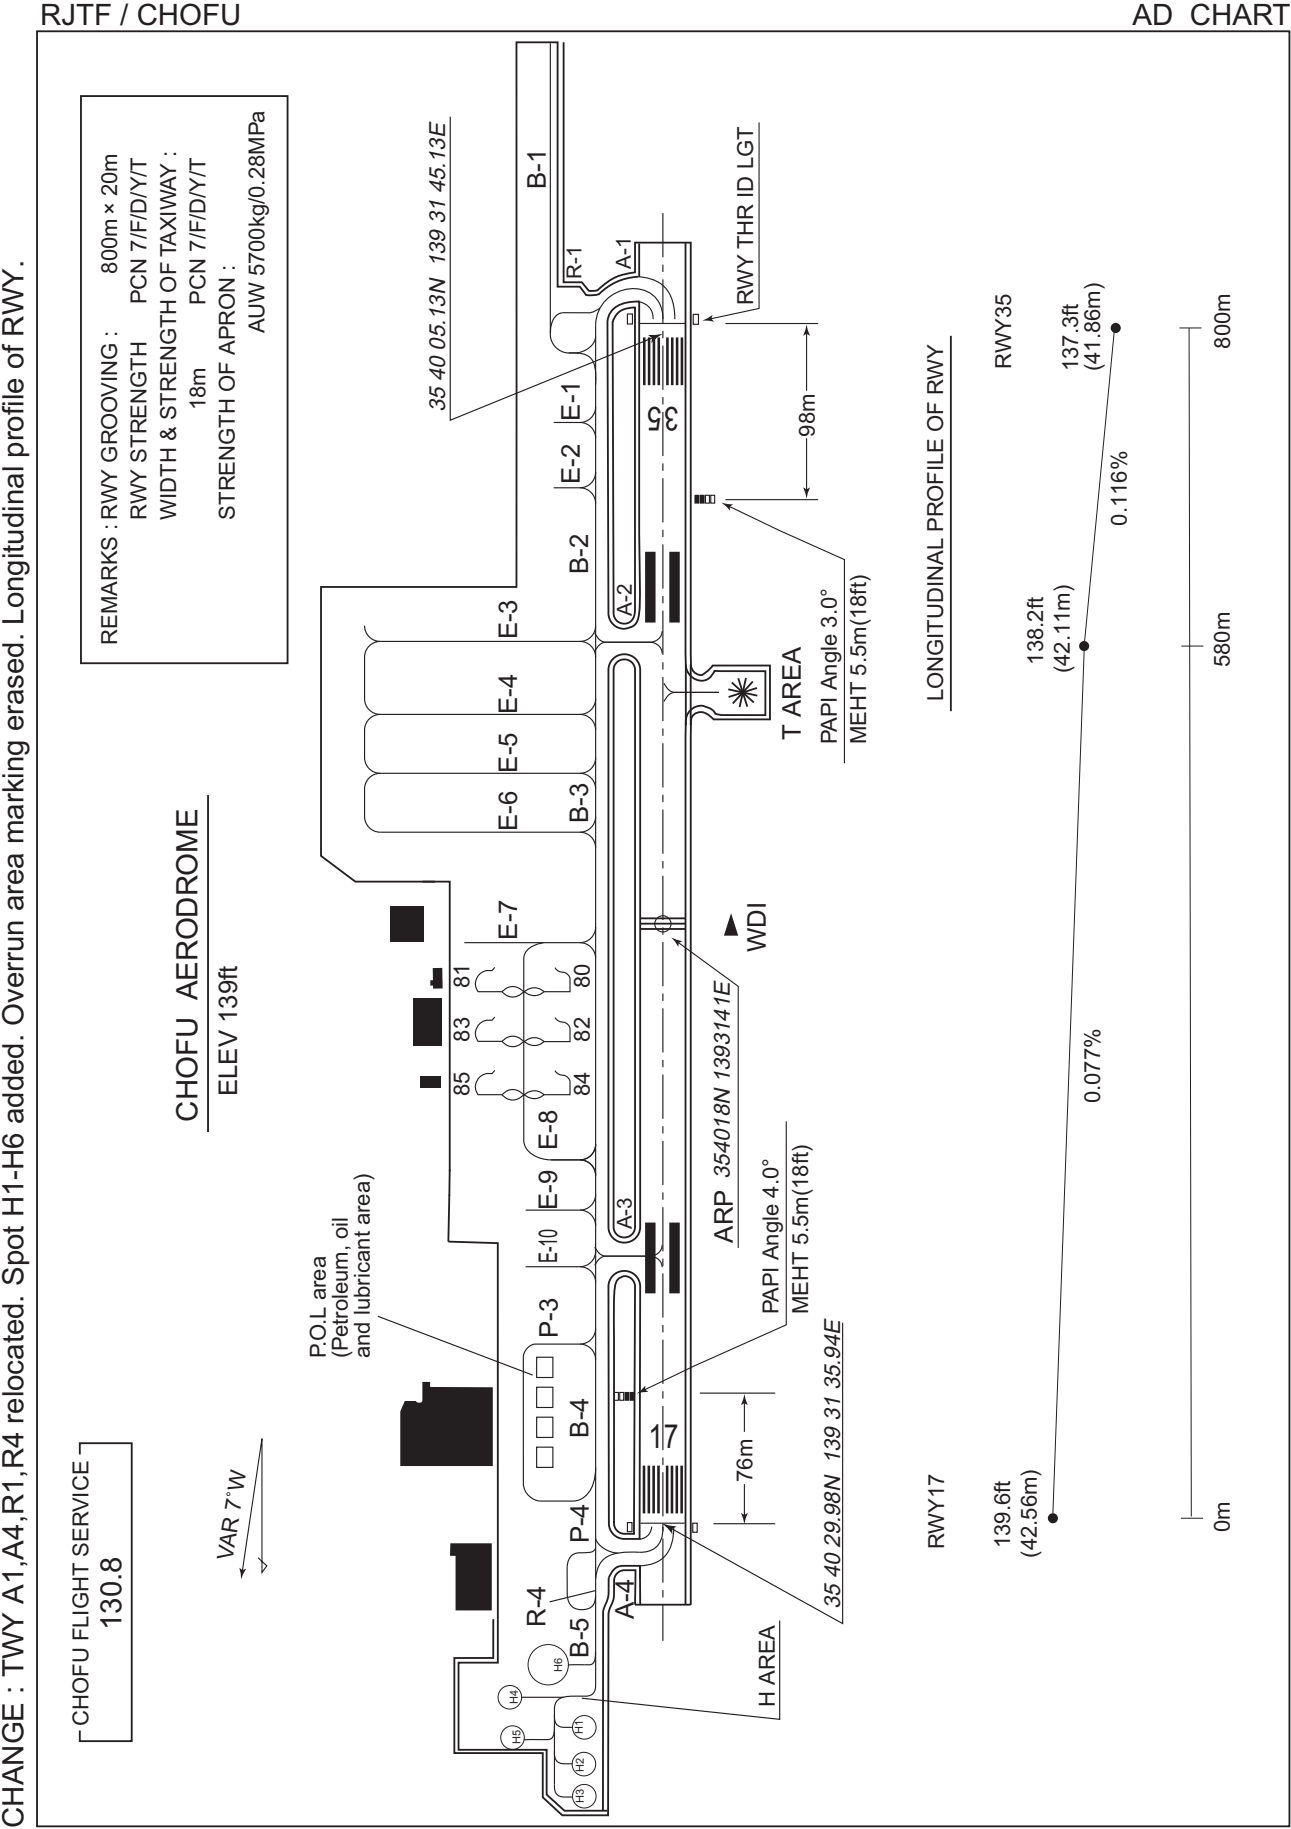 RJTF / CHOFU
AD CHART
CHANGE : TWY A1,A4,R1,R4 relocated. Spot H1-H6 added. Overrun area marking erased. Longitudinal profile of RWY.
CHOFU FLIGHT SERVICE
130.8
VAR 7°W
CHOFU AERODROME
ELEV 139ft
REMARKS : RWY GROOVING : 800m × 20m
RWY STRENGTH PCN 7/F/D/Y/T
WIDTH & STRENGTH OF TAXIWAY :
18m PCN 7/F/D/Y/T
STRENGTH OF APRON :
AUW 5700kg/0.28MPa
P.O.L area
(Petroleum, oil
and lubricant area)
35 40 05.13N 139 31 45.13E
85
83
81
84
82
80
H5
H4
H6
H3
H2
H1
R-4
B-5
P-4
B-4
P-3
E-10
E-9
E-8
E-7
E-6
B-3
E-5
E-4
E-3
B-2
E-2
E-1
B-1
R-1
A-4
A-3
A-2
A-1
17
35
H AREA
76m
35 40 29.98N 139 31 35.94E
PAPI Angle 4.0°
MEHT 5.5m(18ft)
ARP 354018N 1393141E
WDI
T AREA
PAPI Angle 3.0°
MEHT 5.5m(18ft)
98m
RWY THR ID LGT
LONGITUDINAL PROFILE OF RWY
RWY17
RWY35
139.6ft
(42.56m)
138.2ft
(42.11m)
137.3ft
(41.86m)
0.077%
0.116%
0m
580m
800m